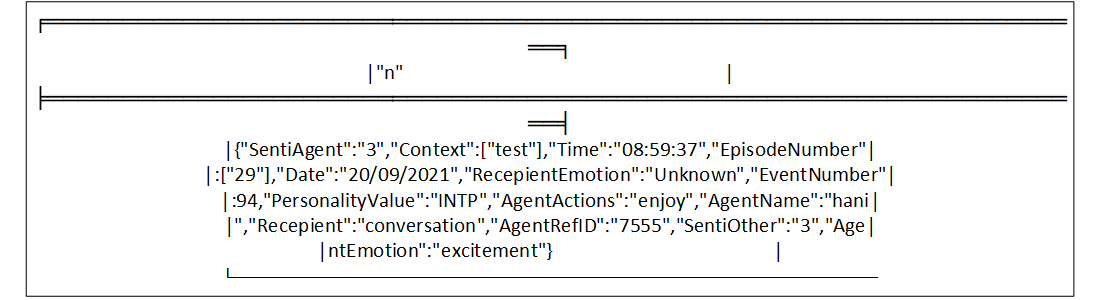 ╒══════════════════════════════════════════════════════════════
══╕
│"n" │
╞══════════════════════════════════════════════════════════════
══╡
│{"SentiAgent":"3","Context":["test"],"Time":"08:59:37","EpisodeNumber"│
│:["29"],"Date":"20/09/2021","RecepientEmotion":"Unknown","EventNumber"│
│:94,"PersonalityValue":"INTP","AgentActions":"enjoy","AgentName":"hani│
│","Recepient":"conversation","AgentRefID":"7555","SentiOther":"3","Age│
│ntEmotion":"excitement"} │
└──────────────────────────────────────────────────────────────